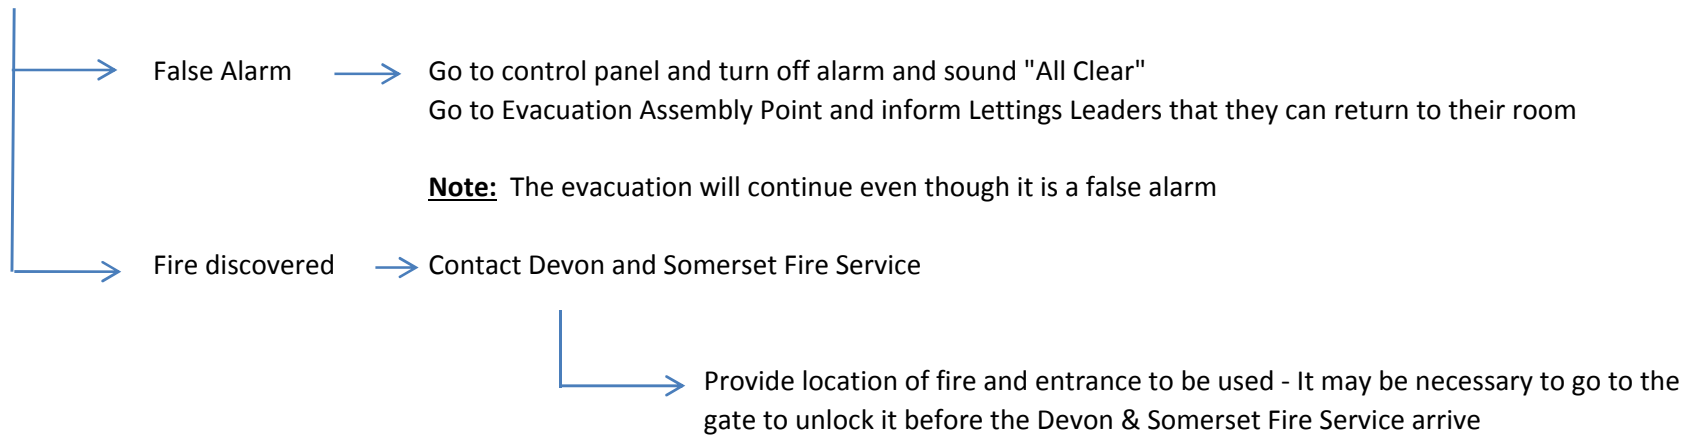 False Alarm Go to control panel and turn off alarm and sound "All Clear"
Go to Evacuation Assembly Point and inform Lettings Leaders that they can return to their room
Note: The evacuation will continue even though it is a false alarm
Fire discovered Contact Devon and Somerset Fire Service
Provide location of fire and entrance to be used - It may be necessary to go to the
gate to unlock it before the Devon & Somerset Fire Service arrive